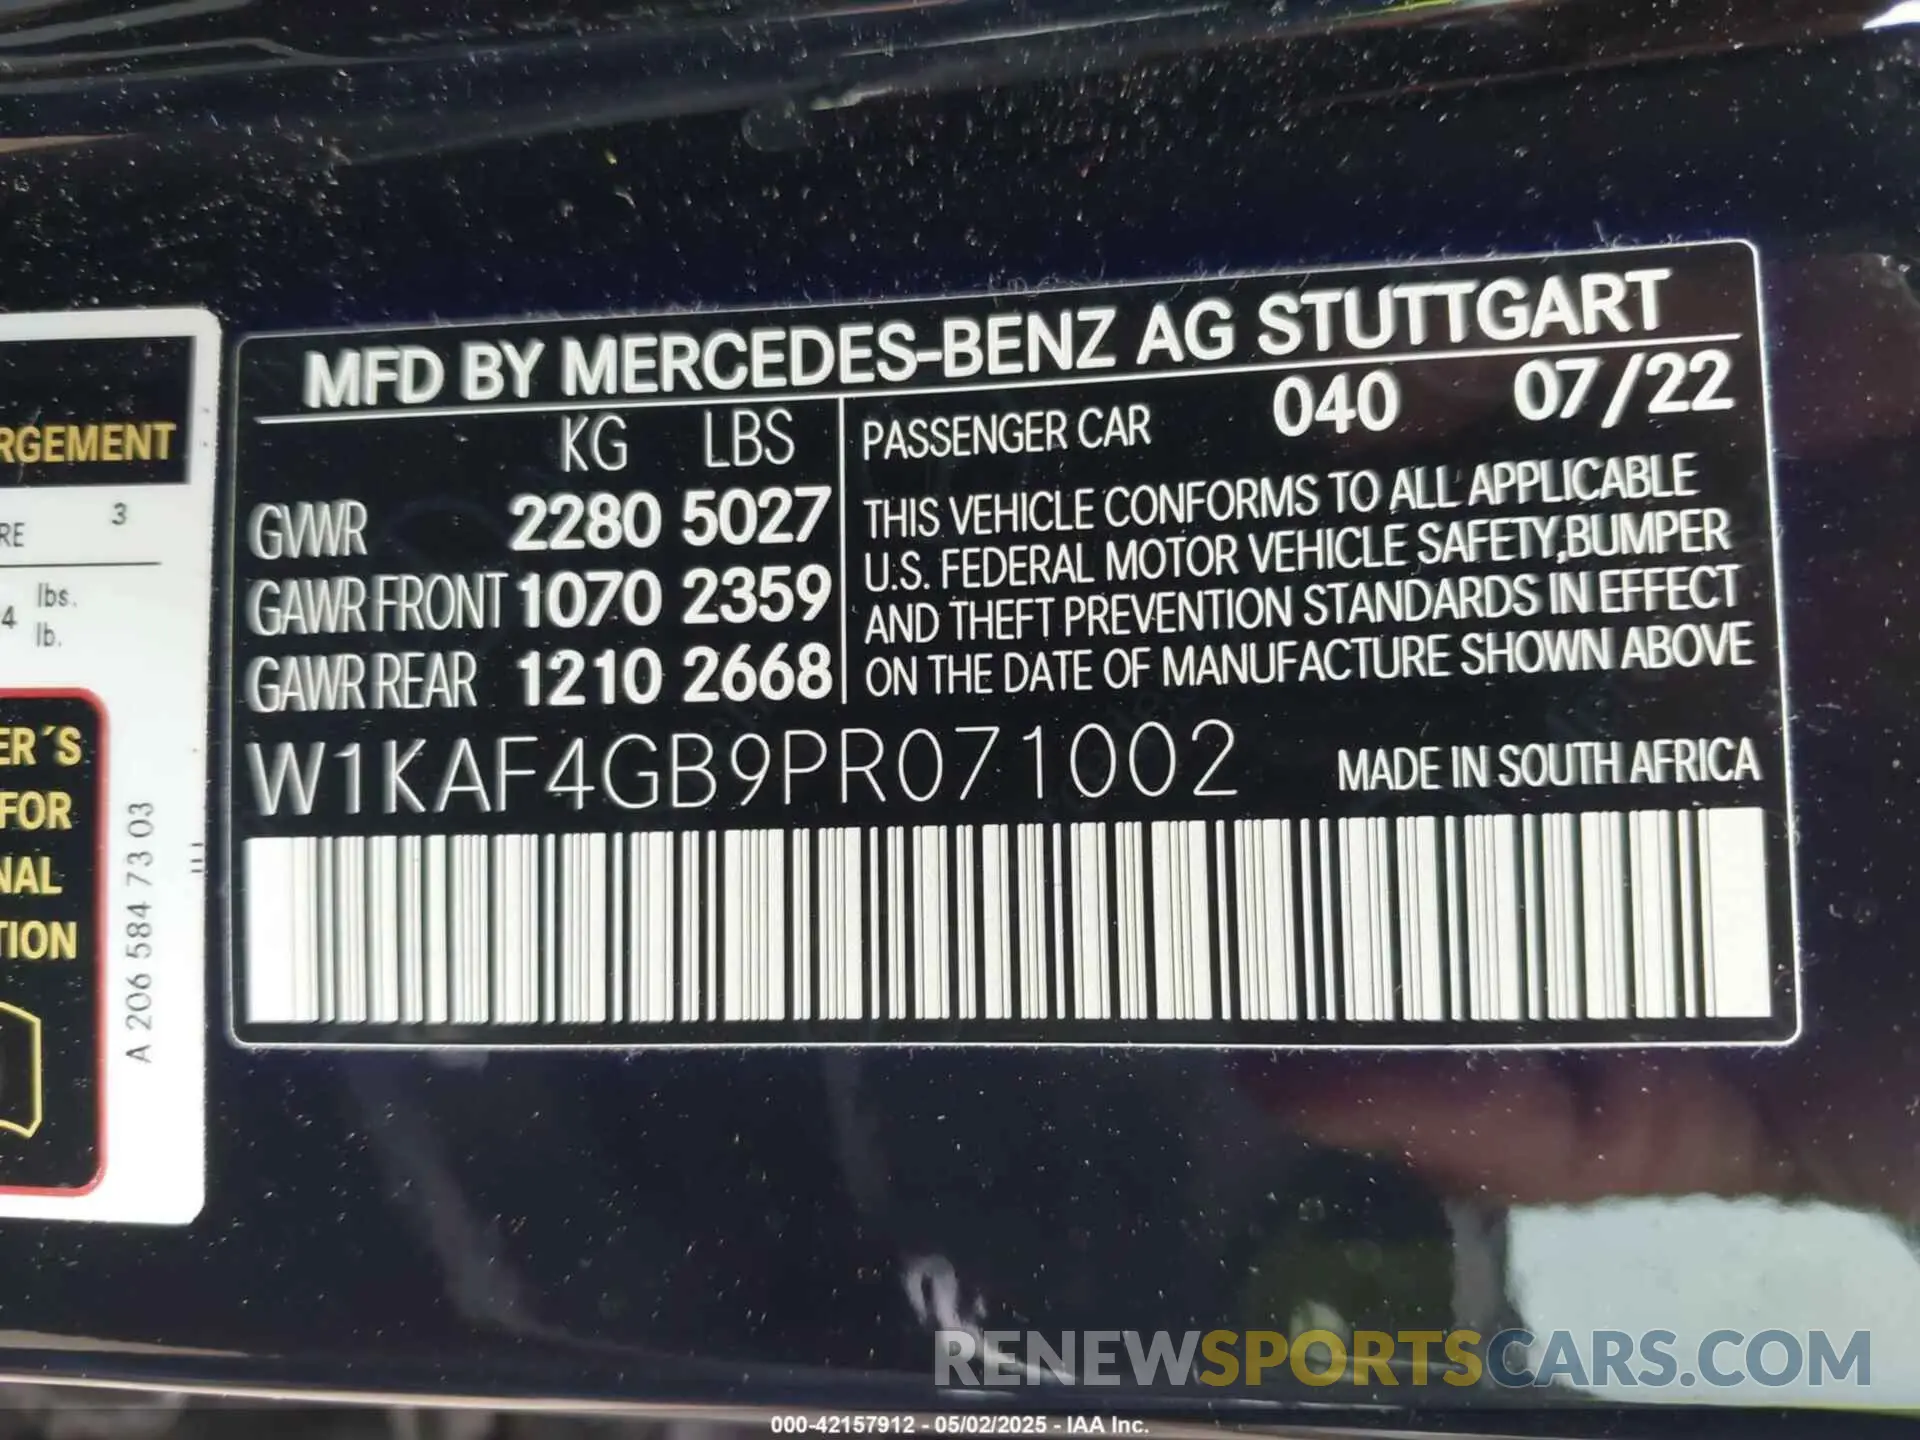 RGEMENT
RE 3
4 lbs.
lb.
ER´S
FOR
NAL
TION
A 206 584 73 03
MFD BY MERCEDES-BENZ AG STUTTGART
KG LBS
GVWR 2280 5027
GAWR FRONT 1070 2359
GAWR REAR 1210 2668
PASSENGER CAR 040 07/22
THIS VEHICLE CONFORMS TO ALL APPLICABLE
U.S. FEDERAL MOTOR VEHICLE SAFETY,BUMPER
AND THEFT PREVENTION STANDARDS IN EFFECT
ON THE DATE OF MANUFACTURE SHOWN ABOVE
W1KAF4GB9PR071002 MADE IN SOUTH AFRICA
RENEWSPORTSCARS.COM
000-42157912 - 05/02/2025 - IAA Inc.